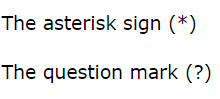 The asterisk sign (*)
The question mark (?)